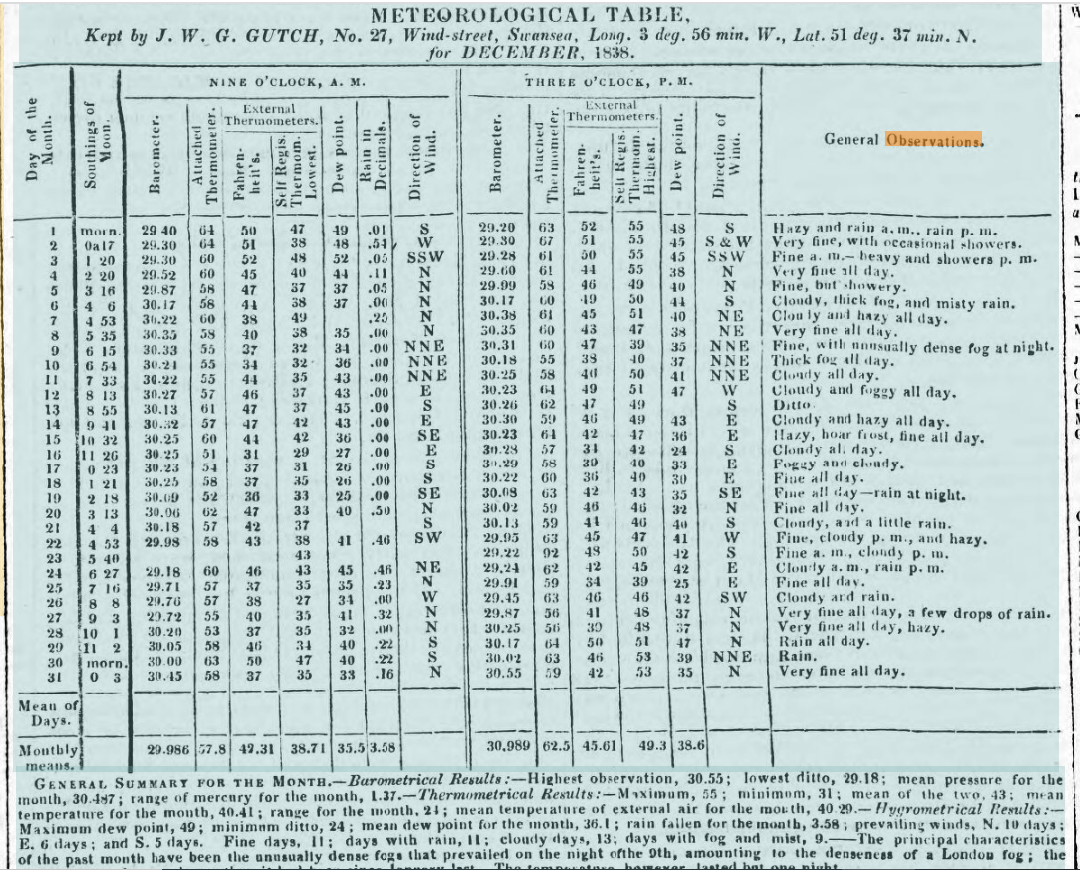 METEOROLOGICAL TABLE,
Kept by J. W. G. GUTCH, No. 27, Wind-street, Swansea, Long. 3 deg. 56 min. W., Lat. 51 deg. 37 min. N.
for DECEMBER, 1838.
NINE O'CLOCK, A. M. THREE O'CLOCK, P. M.
Day of the Month. Southings of Moon. Barometer. Attached Thermometer. External Thermometers. Fahrenheit's. Self Regis. Thermom. Lowest. Dew point. Rain in Decimals. Direction of Wind. Barometer. Attached Thermometer. External Thermometers. Fahrenheit's. Self Regis. Thermom. Highest. Dew point. Direction of Wind. General Observations.
1 morn. 29 40 64 50 47 49 .01 S 29.20 63 52 55 48 S Hazy and rain a. m., rain p. m.
2 0a17 29.30 64 51 38 48 .54 W 29.30 67 51 55 45 S & W Very fine, with occasional showers.
3 1 20 29.30 60 52 48 52 .05 SSW 29.28 61 50 55 45 SSW Fine a. m.— heavy and showers p. m.
4 2 20 29.52 60 45 40 44 .11 N 29.60 61 44 55 38 N Very fine all day.
5 3 16 29.87 58 47 37 37 .05 N 29.99 58 46 49 40 N Fine, but showery.
6 4 6 30.17 58 44 38 37 .00 N 30.17 60 49 50 44 S Cloudy, thick fog, and misty rain.
7 4 53 30.22 60 38 49 .25 N 30.38 61 45 51 40 NE Cloudy and hazy all day.
8 5 35 30.35 58 40 38 35 .00 N 30.35 60 43 47 38 NE Very fine all day.
9 6 15 30.33 55 37 32 34 .00 NNE 30.31 60 47 39 35 NNE Fine, with unusually dense fog at night.
10 6 54 30.21 55 34 32 36 .00 NNE 30.18 55 38 40 37 NNE Thick fog all day.
11 7 33 30.22 55 44 35 43 .00 NNE 30.25 58 46 50 41 NNE Cloudy all day.
12 8 13 30.27 57 46 37 43 .00 E 30.23 64 49 51 47 W Cloudy and foggy all day.
13 8 55 30.13 61 47 37 45 .00 S 30.26 62 47 49 S Ditto
14 9 41 30.32 57 47 42 43 .00 E 30.30 59 46 49 43 E Cloudy and hazy all day.
15 10 32 30.25 60 44 42 36 .00 SE 30.23 61 42 47 36 E Hazy, hoar frost, fine all day.
16 11 26 30.25 51 31 29 27 .00 E 30.28 57 34 42 24 S Cloudy all day.
17 0 23 30.23 54 37 31 26 .00 S 30.29 58 39 40 33 E Foggy and cloudy.
18 1 21 30.25 58 37 35 26 .00 S 30.22 60 36 40 30 E Fine all day.
19 2 18 30.09 52 36 33 25 .00 SE 30.08 63 42 43 35 SE Fine all day—rain at night.
20 3 13 30.06 62 47 33 40 .50 N 30.02 59 46 46 32 N Fine all day.
21 4 4 30.18 57 42 37 S 30.13 59 44 46 40 S Cloudy, and a little rain.
22 4 53 29.98 58 43 38 41 .46 SW 29.95 63 45 47 41 W Fine, cloudy p. m., and hazy.
23 5 40 43 29.22 92 48 50 42 S Fine a. m., cloudy p. m.
24 6 27 29.18 60 46 43 45 .46 NE 29.24 62 42 45 42 E Cloudy a.m., rain p. m.
25 7 16 29.71 57 37 35 35 .23 N 29.91 59 34 39 25 E Fine all day.
26 8 8 29.76 57 38 27 34 .00 W 29.45 63 46 46 42 SW Cloudy and rain.
27 9 3 29.72 55 40 35 41 .32 N 29.87 56 41 48 37 N Very fine all day, a few drops of rain.
28 10 1 30.20 53 37 35 32 .00 N 30.25 56 39 48 37 N Very fine all day, hazy.
29 11 2 30.05 58 46 34 40 .22 S 30.17 64 50 51 47 N Rain all day.
30 morn. 30.00 63 50 47 40 .22 S 30.02 63 46 53 39 NNE Rain.
31 0 3 30.45 58 37 35 33 .16 N 30.55 59 42 53 35 N Very fine all day.
Mean of Days.
Monthly means. 29.986 57.8 42.31 38.71 35.5 3.58 30.989 62.5 45.61 49.3 38.6
GENERAL SUMMARY FOR THE MONTH.—Barometrical Results:—Highest observation, 30.55; lowest ditto, 29.18; mean pressure for the
month, 30.487; range of mercury for the month, 1.37.—Thermometrical Results:—Maximum, 55; minimum, 31; mean of the two, 43; mean
temperature for the month, 40.41; range for the month, 24; mean temperature of external air for the month, 40 29.—Hygrometrical Results:—
Maximum dew point, 49; minimum ditto, 24; mean dew point for the month, 36.1; rain fallen for the month, 3.58; prevailing winds, N. 10 days;
E. 6 days; and S. 5 days. Fine days, 11; days with rain, 11; cloudy days, 13; days with fog and mist, 9.—The principal characteristics
of the past month have been the unusually dense fogs that prevailed on the night ofthe 9th, amounting to the denseness of a London fog; the